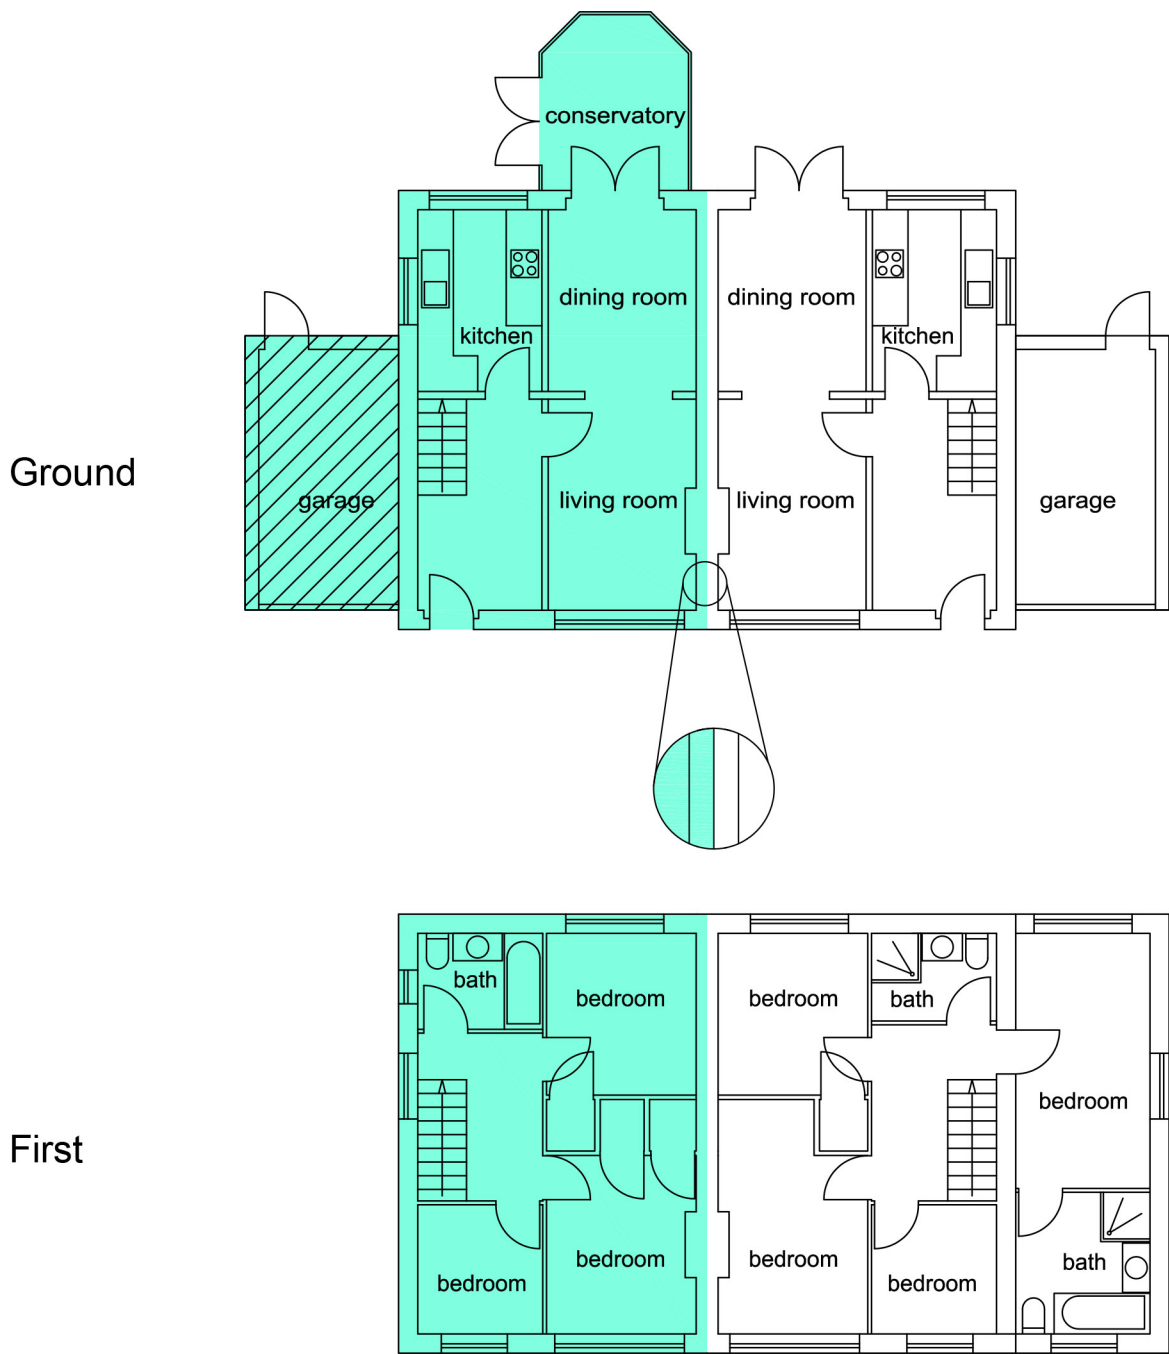 conservatory
dining room
dining room
kitchen
kitchen
Ground
garage
living room
living room
garage
First
bath
bedroom
bedroom
bath
bedroom
bedroom
bedroom
bedroom
bedroom
bath